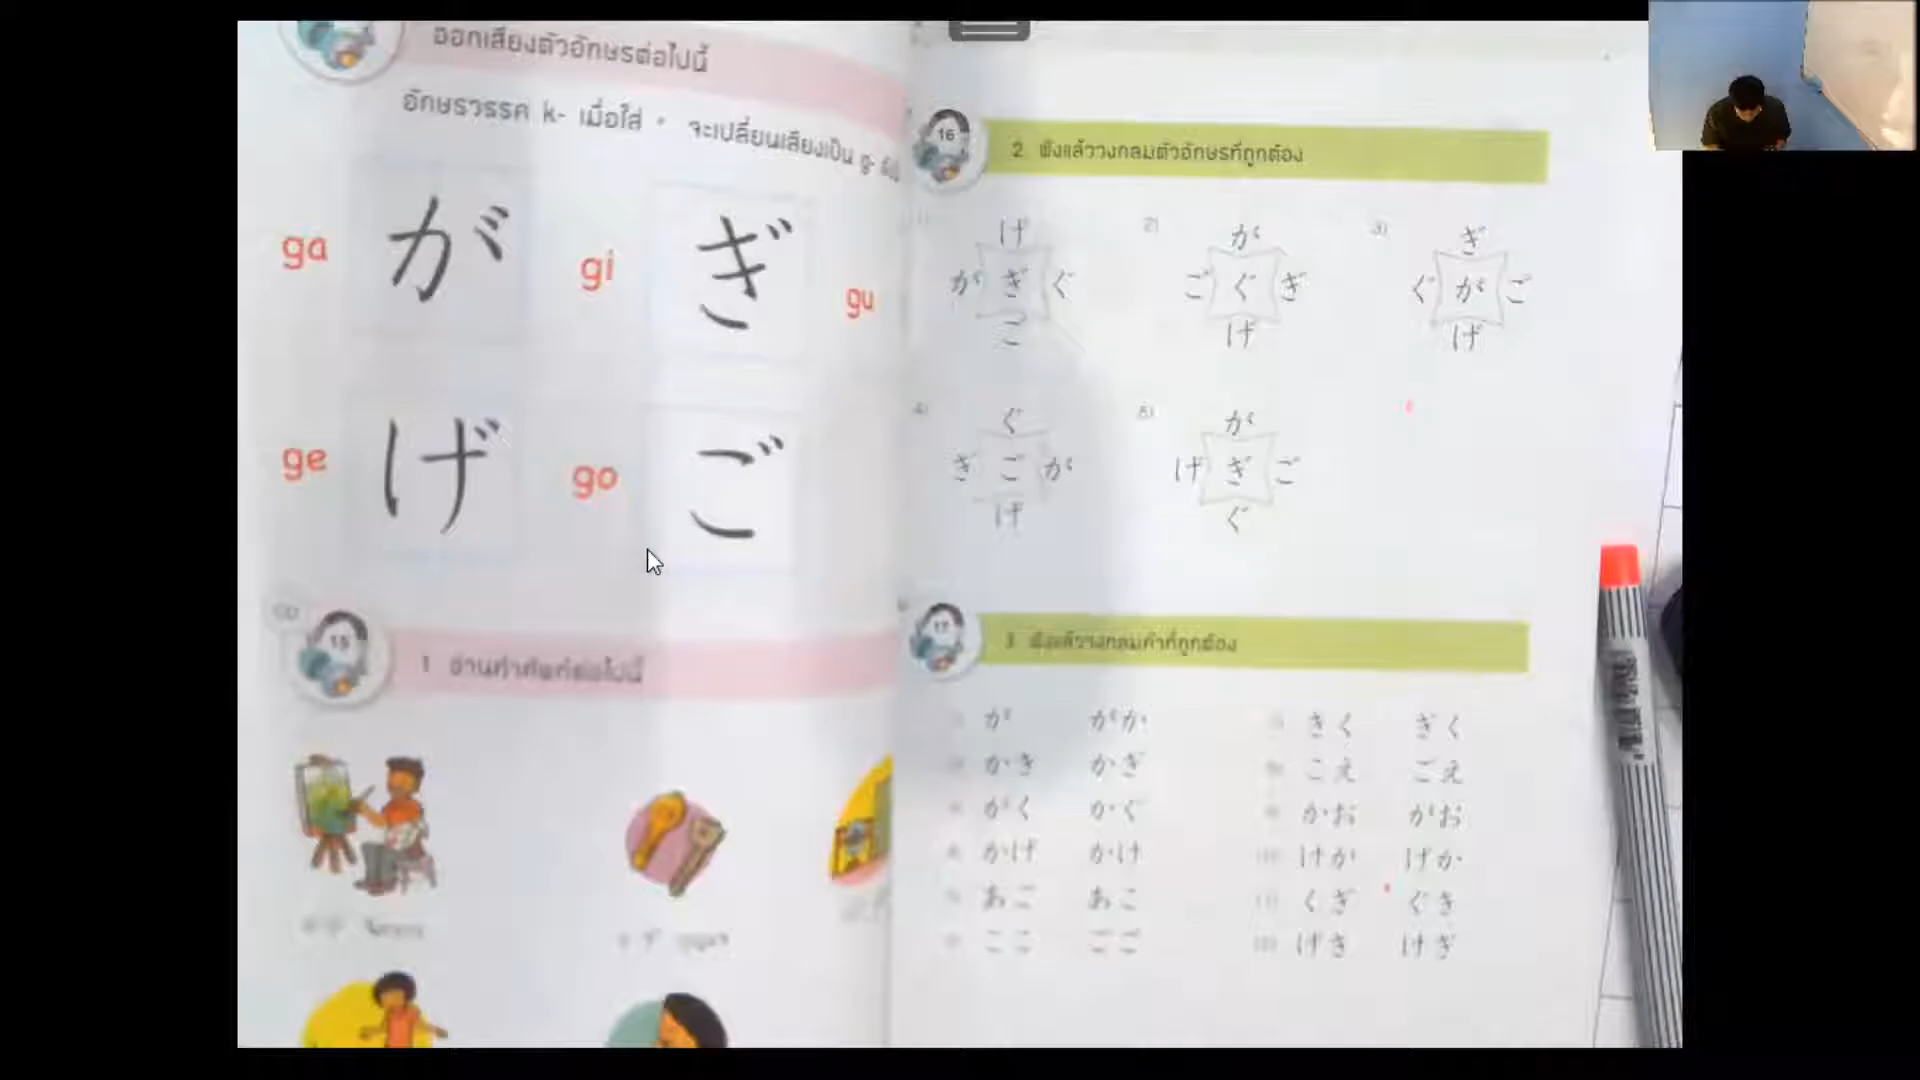 ออกเสียงตัวอักษรต่อไปนี้
อักษรวรรค k- เมื่อใส่ ゛ จะเปลี่ยนเสียงเป็น g-
ga が gi ぎ gu
ge げ go ご
15
1 อ่านคำศัพท์ต่อไปนี้
16
2 ฟังแล้ววงกลมตัวอักษรที่ถูกต้อง
げ
が ぎ ぐ
ご
2)
が
ご ぐ ぎ
げ
3)
ぎ
ぐ が ご
げ
4)
ぐ
ぎ ご が
げ
5)
が
げ ぎ ご
ぐ
17
3 ฟังแล้ววงกลมคำที่ถูกต้อง
が がか
かき かぎ
がく かぐ
かげ かけ
あご あこ
ここ ごご
きく ぎく
こえ ごえ
かお がお
けが げか
くぎ ぐき
げき けぎ